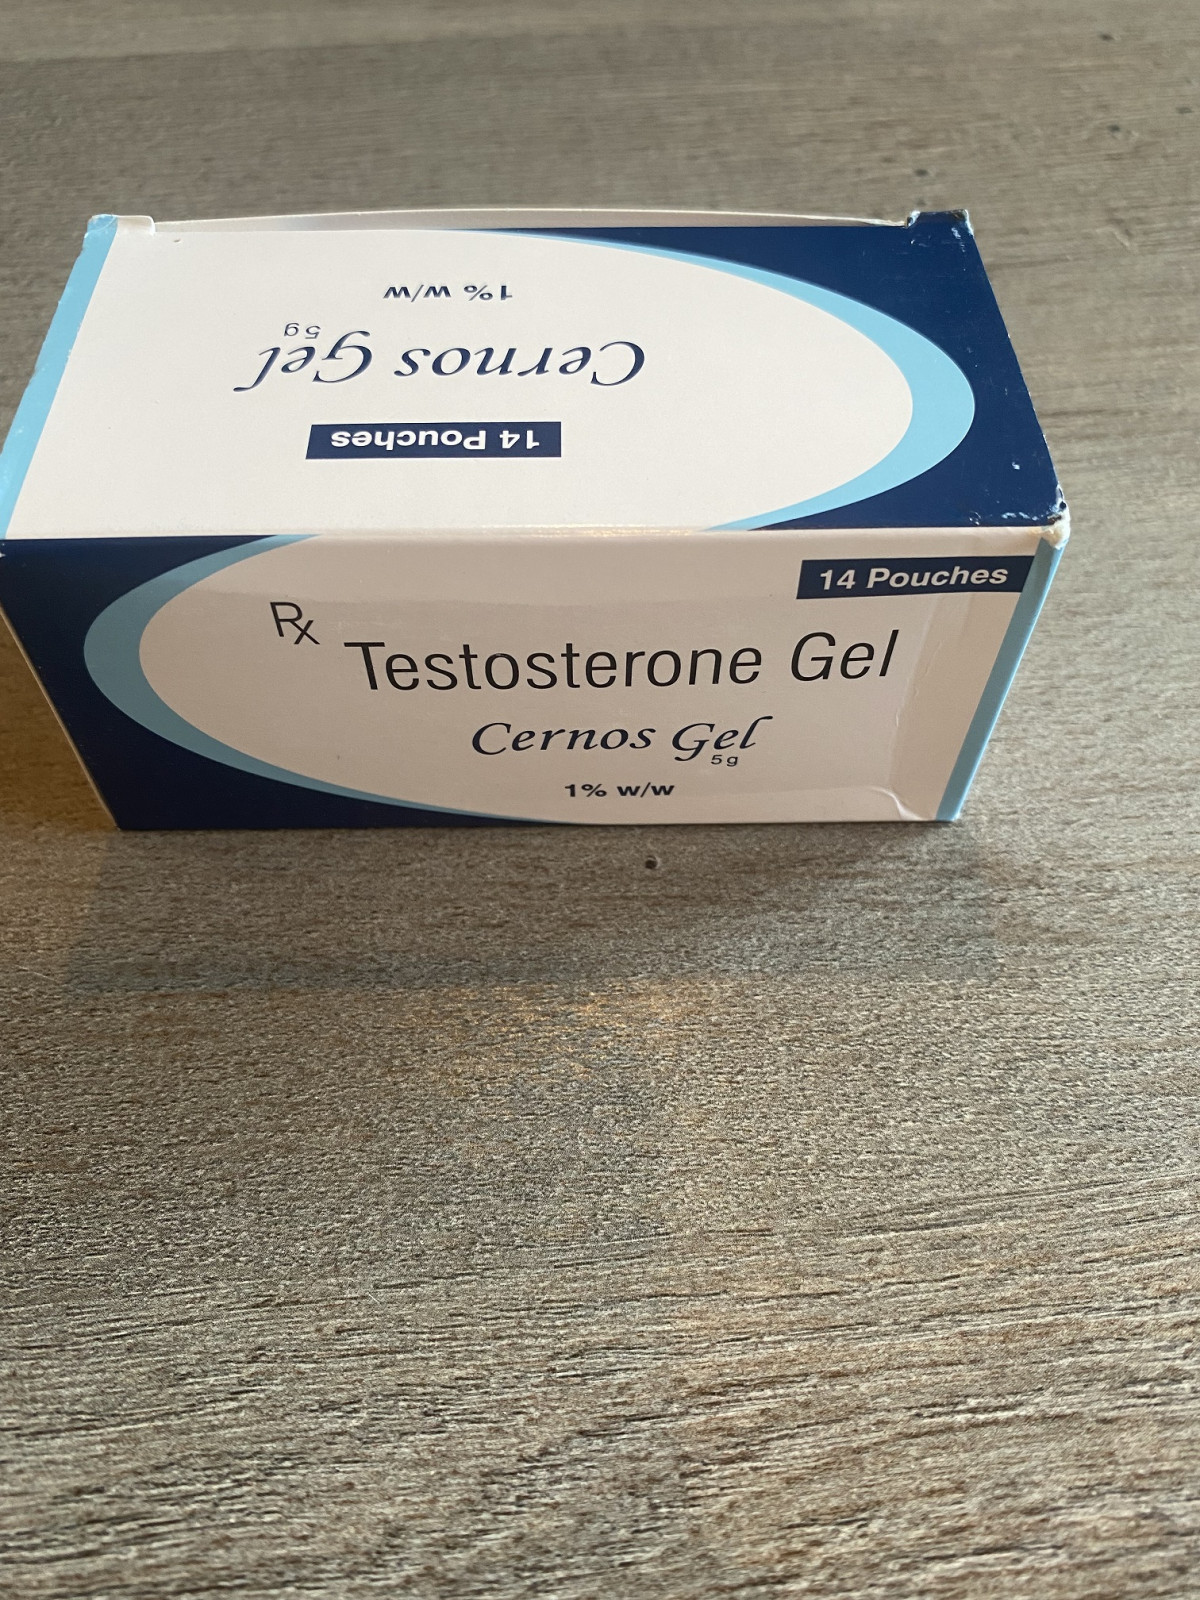 1% w/w
Cernos Gel
5g
14 Pouches
14 Pouches
Rx
Testosterone Gel
Cernos Gel
5g
1% w/w